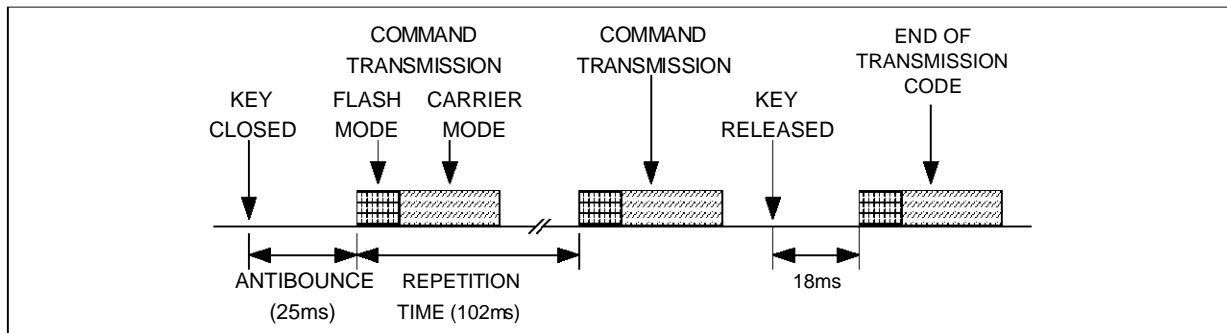 COMMAND
TRANSMISSION
COMMAND
TRANSMISSION
END OF
TRANSMISSION
CODE
KEY
CLOSED
FLASH
MODE
CARRIER
MODE
KEY
RELEASED
ANTIBOUNCE
(25ms)
REPETITION
TIME (102ms)
18ms